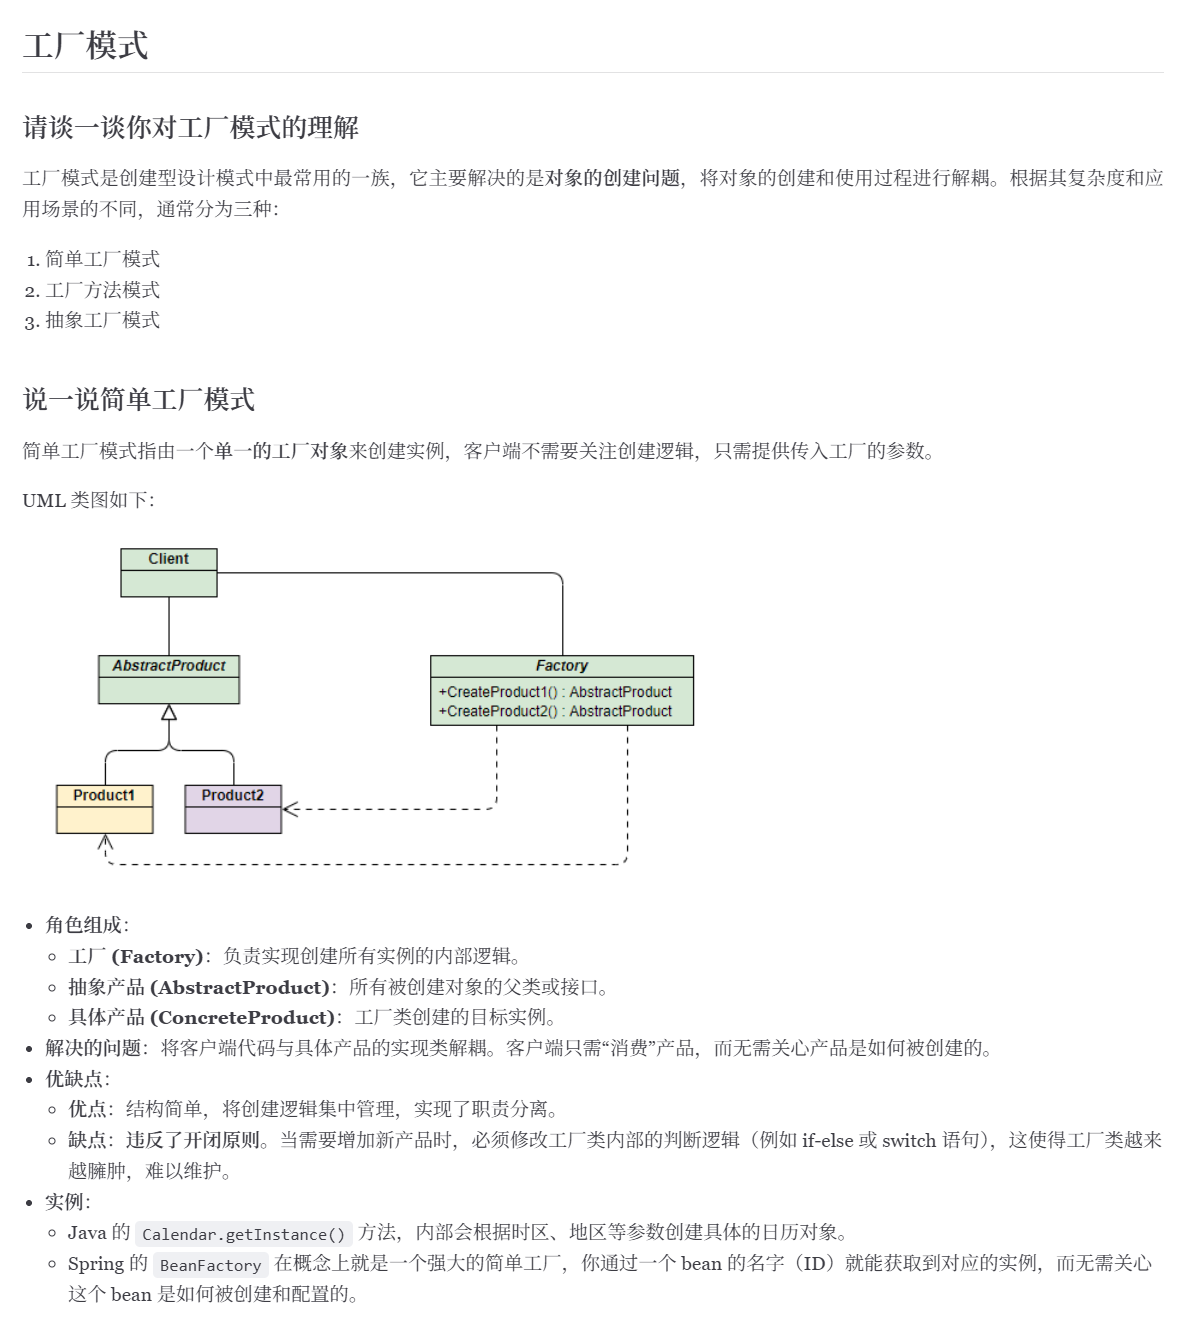 工厂模式
请谈一谈你对工厂模式的理解
工厂模式是创建型设计模式中最常用的一族，它主要解决的是对象的创建问题，将对象的创建和使用过程进行解耦。根据其复杂度和应
用场景的不同，通常分为三种：
1. 简单工厂模式
2. 工厂方法模式
3. 抽象工厂模式
说一说简单工厂模式
简单工厂模式指由一个单一的工厂对象来创建实例，客户端不需要关注创建逻辑，只需提供传入工厂的参数。
UML 类图如下：
Client
AbstractProduct
Factory
+CreateProduct1() : AbstractProduct
+CreateProduct2() : AbstractProduct
Product1
Product2
• 角色组成：
◦ 工厂 (Factory)：负责实现创建所有实例的内部逻辑。
◦ 抽象产品 (AbstractProduct)：所有被创建对象的父类或接口。
◦ 具体产品 (ConcreteProduct)：工厂类创建的目标实例。
• 解决的问题：将客户端代码与具体产品的实现类解耦。客户端只需“消费”产品，而无需关心产品是如何被创建的。
• 优缺点：
◦ 优点：结构简单，将创建逻辑集中管理，实现了职责分离。
◦ 缺点：违反了开闭原则。当需要增加新产品时，必须修改工厂类内部的判断逻辑（例如 if-else 或 switch 语句），这使得工厂类越来
越臃肿，难以维护。
• 实例：
◦ Java 的 Calendar.getInstance() 方法，内部会根据时区、地区等参数创建具体的日历对象。
◦ Spring 的 BeanFactory 在概念上就是一个强大的简单工厂，你通过一个 bean 的名字（ID）就能获取到对应的实例，而无需关心
这个 bean 是如何被创建和配置的。